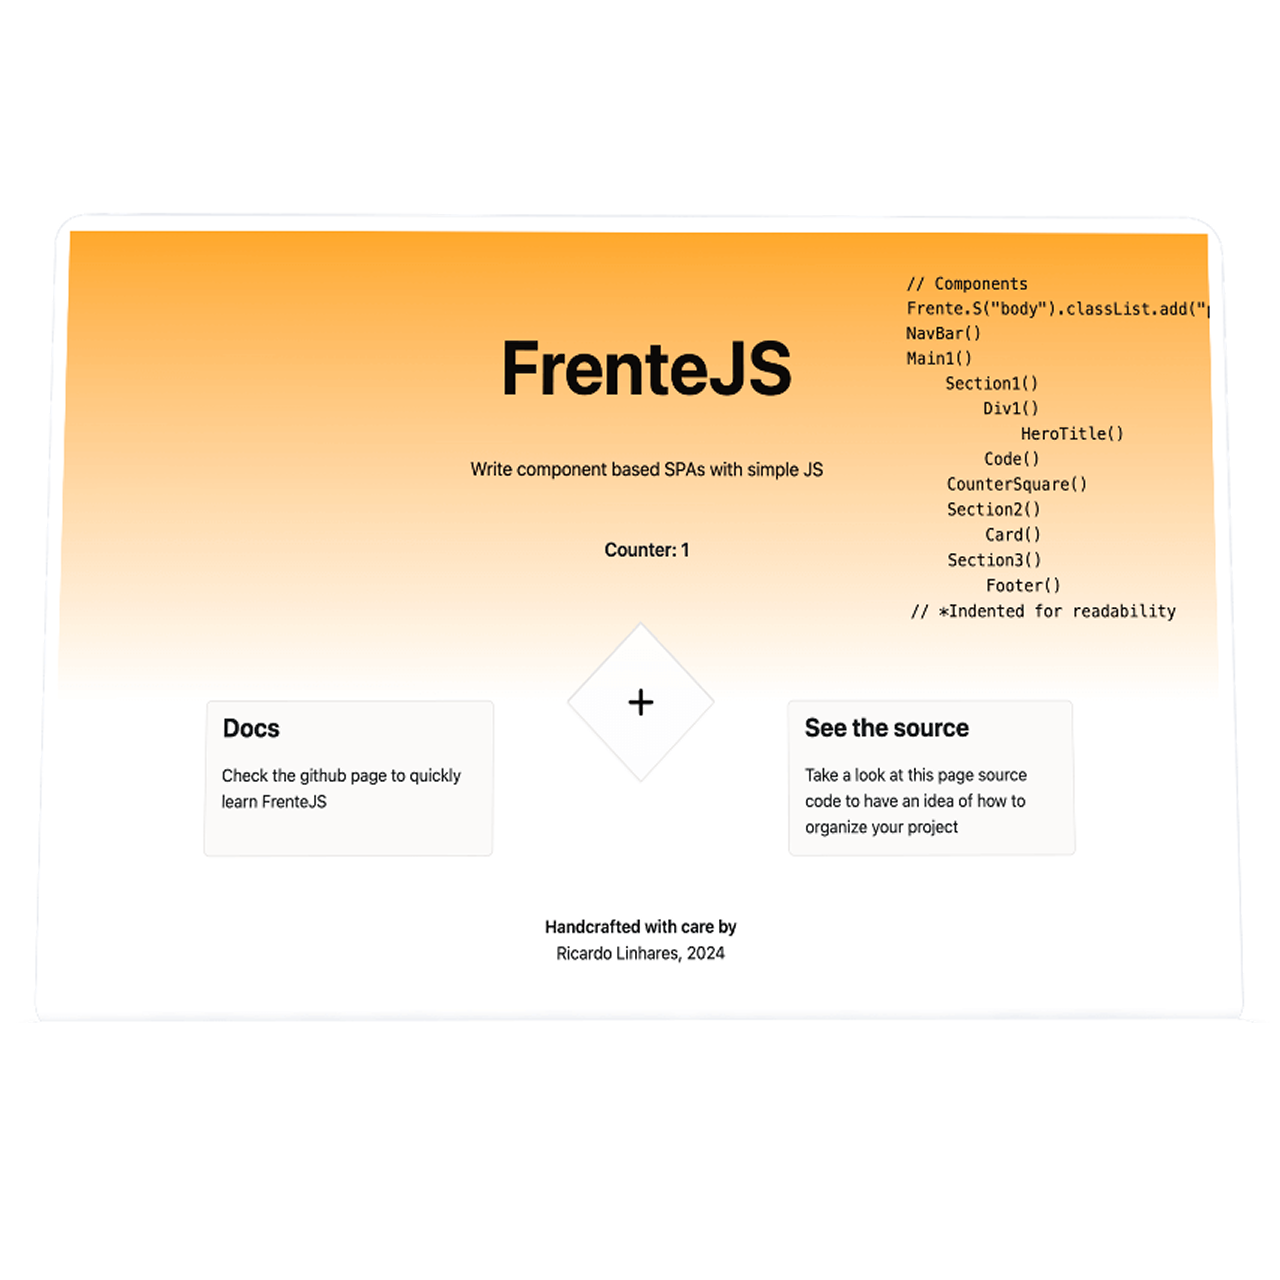 FrenteJS
Write component based SPAs with simple JS
Counter: 1
// Components
Frente.S("body").classList.add("
NavBar()
Main1()
Section1()
Div1()
HeroTitle()
Code()
CounterSquare()
Section2()
Card()
Section3()
Footer()
// *Indented for readability
+
Docs
Check the github page to quickly
learn FrenteJS
See the source
Take a look at this page source
code to have an idea of how to
organize your project
Handcrafted with care by
Ricardo Linhares, 2024